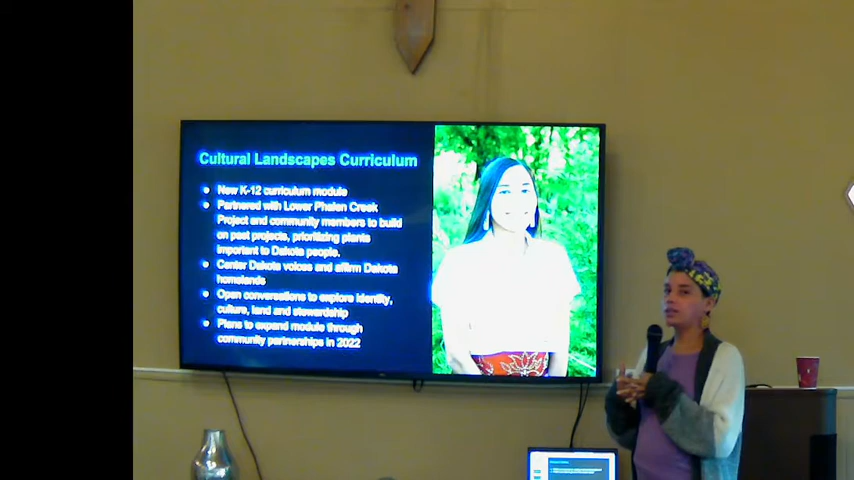 Cultural Landscapes Curriculum
New K-12 curriculum module
Partnered with Lower Phalen Creek
Project and community members to build
on past projects, prioritizing plants
important to Dakota people.
Center Dakota voices and affirm Dakota
homelands
Open conversations to explore identity,
culture, land and stewardship
Plans to expand module through
community partnerships in 2022